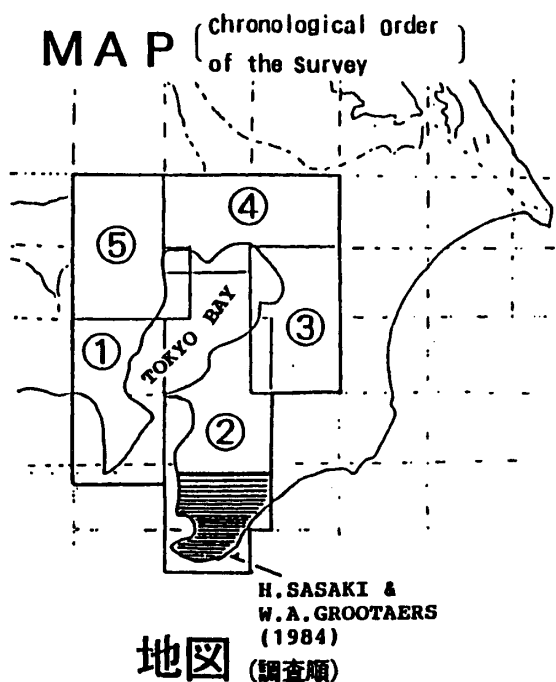 MAP
Chronological Order
of the Survey
④
⑤
③
①
TOKYO BAY
②
H.SASAKI &
W.A.GROOTAERS
(1984)
地図 (調査順)